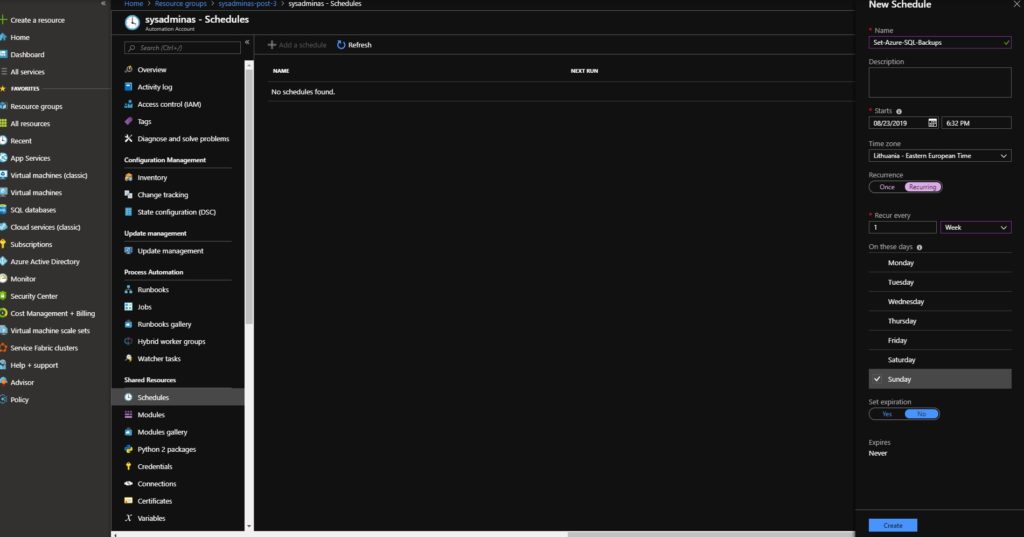 Home > Resource groups > sysadminas-post-3 > sysadminas - Schedules
sysadminas - Schedules
Automation Account
Create a resource
Home
Dashboard
All services
FAVORITES
Resource groups
All resources
Recent
App Services
Virtual machines (classic)
Virtual machines
SQL databases
Cloud services (classic)
Subscriptions
Azure Active Directory
Monitor
Security Center
Cost Management + Billing
Virtual machine scale sets
Service Fabric clusters
Help + support
Advisor
Policy
Search (Ctrl+/)
Overview
Activity log
Access control (IAM)
Tags
Diagnose and solve problems
Configuration Management
Inventory
Change tracking
State configuration (DSC)
Update management
Update management
Process Automation
Runbooks
Jobs
Runbooks gallery
Hybrid worker groups
Watcher tasks
Shared Resources
Schedules
Modules
Modules gallery
Python 2 packages
Credentials
Connections
Certificates
Variables
Add a schedule Refresh
NAME NEXT RUN
No schedules found.
New Schedule
* Name
Set-Azure-SQL-Backups
Description
* Starts
08/23/2019 6:32 PM
Time zone
Lithuania - Eastern European Time
Recurrence
Once Recurring
* Recur every
1 Week
On these days
Monday
Tuesday
Wednesday
Thursday
Friday
Saturday
Sunday
Set expiration
Yes No
Expires
Never
Create